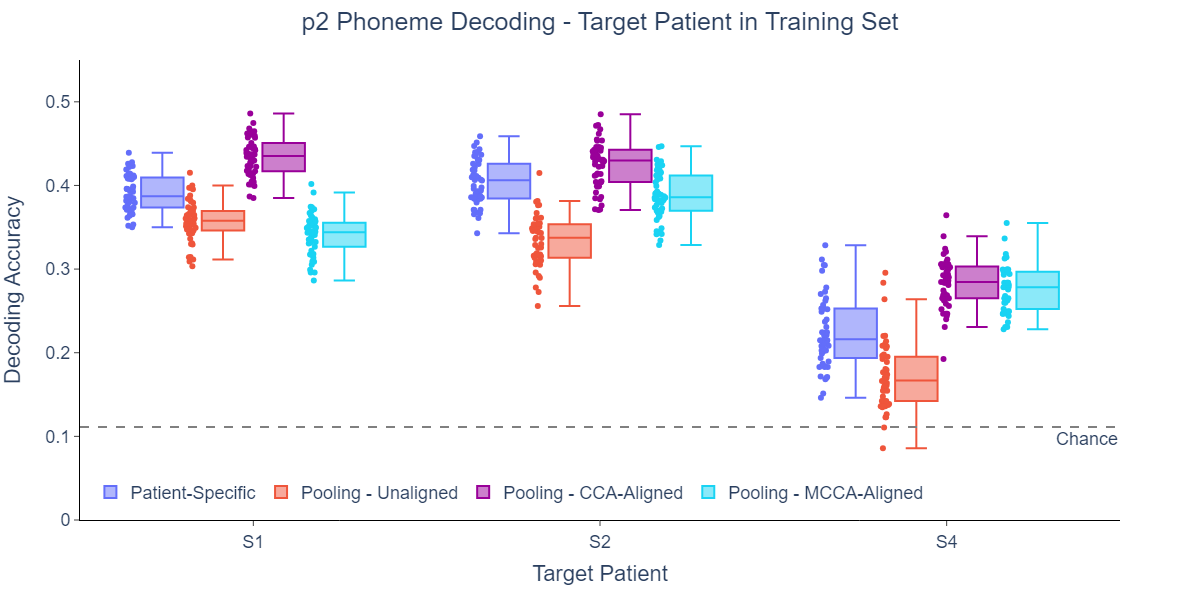 p2 Phoneme Decoding - Target Patient in Training Set
Decoding Accuracy
0.5
0.4
0.3
0.2
0.1
0
Chance
Patient-Specific Pooling - Unaligned Pooling - CCA-Aligned Pooling - MCCA-Aligned
S1 S2 S4
Target Patient